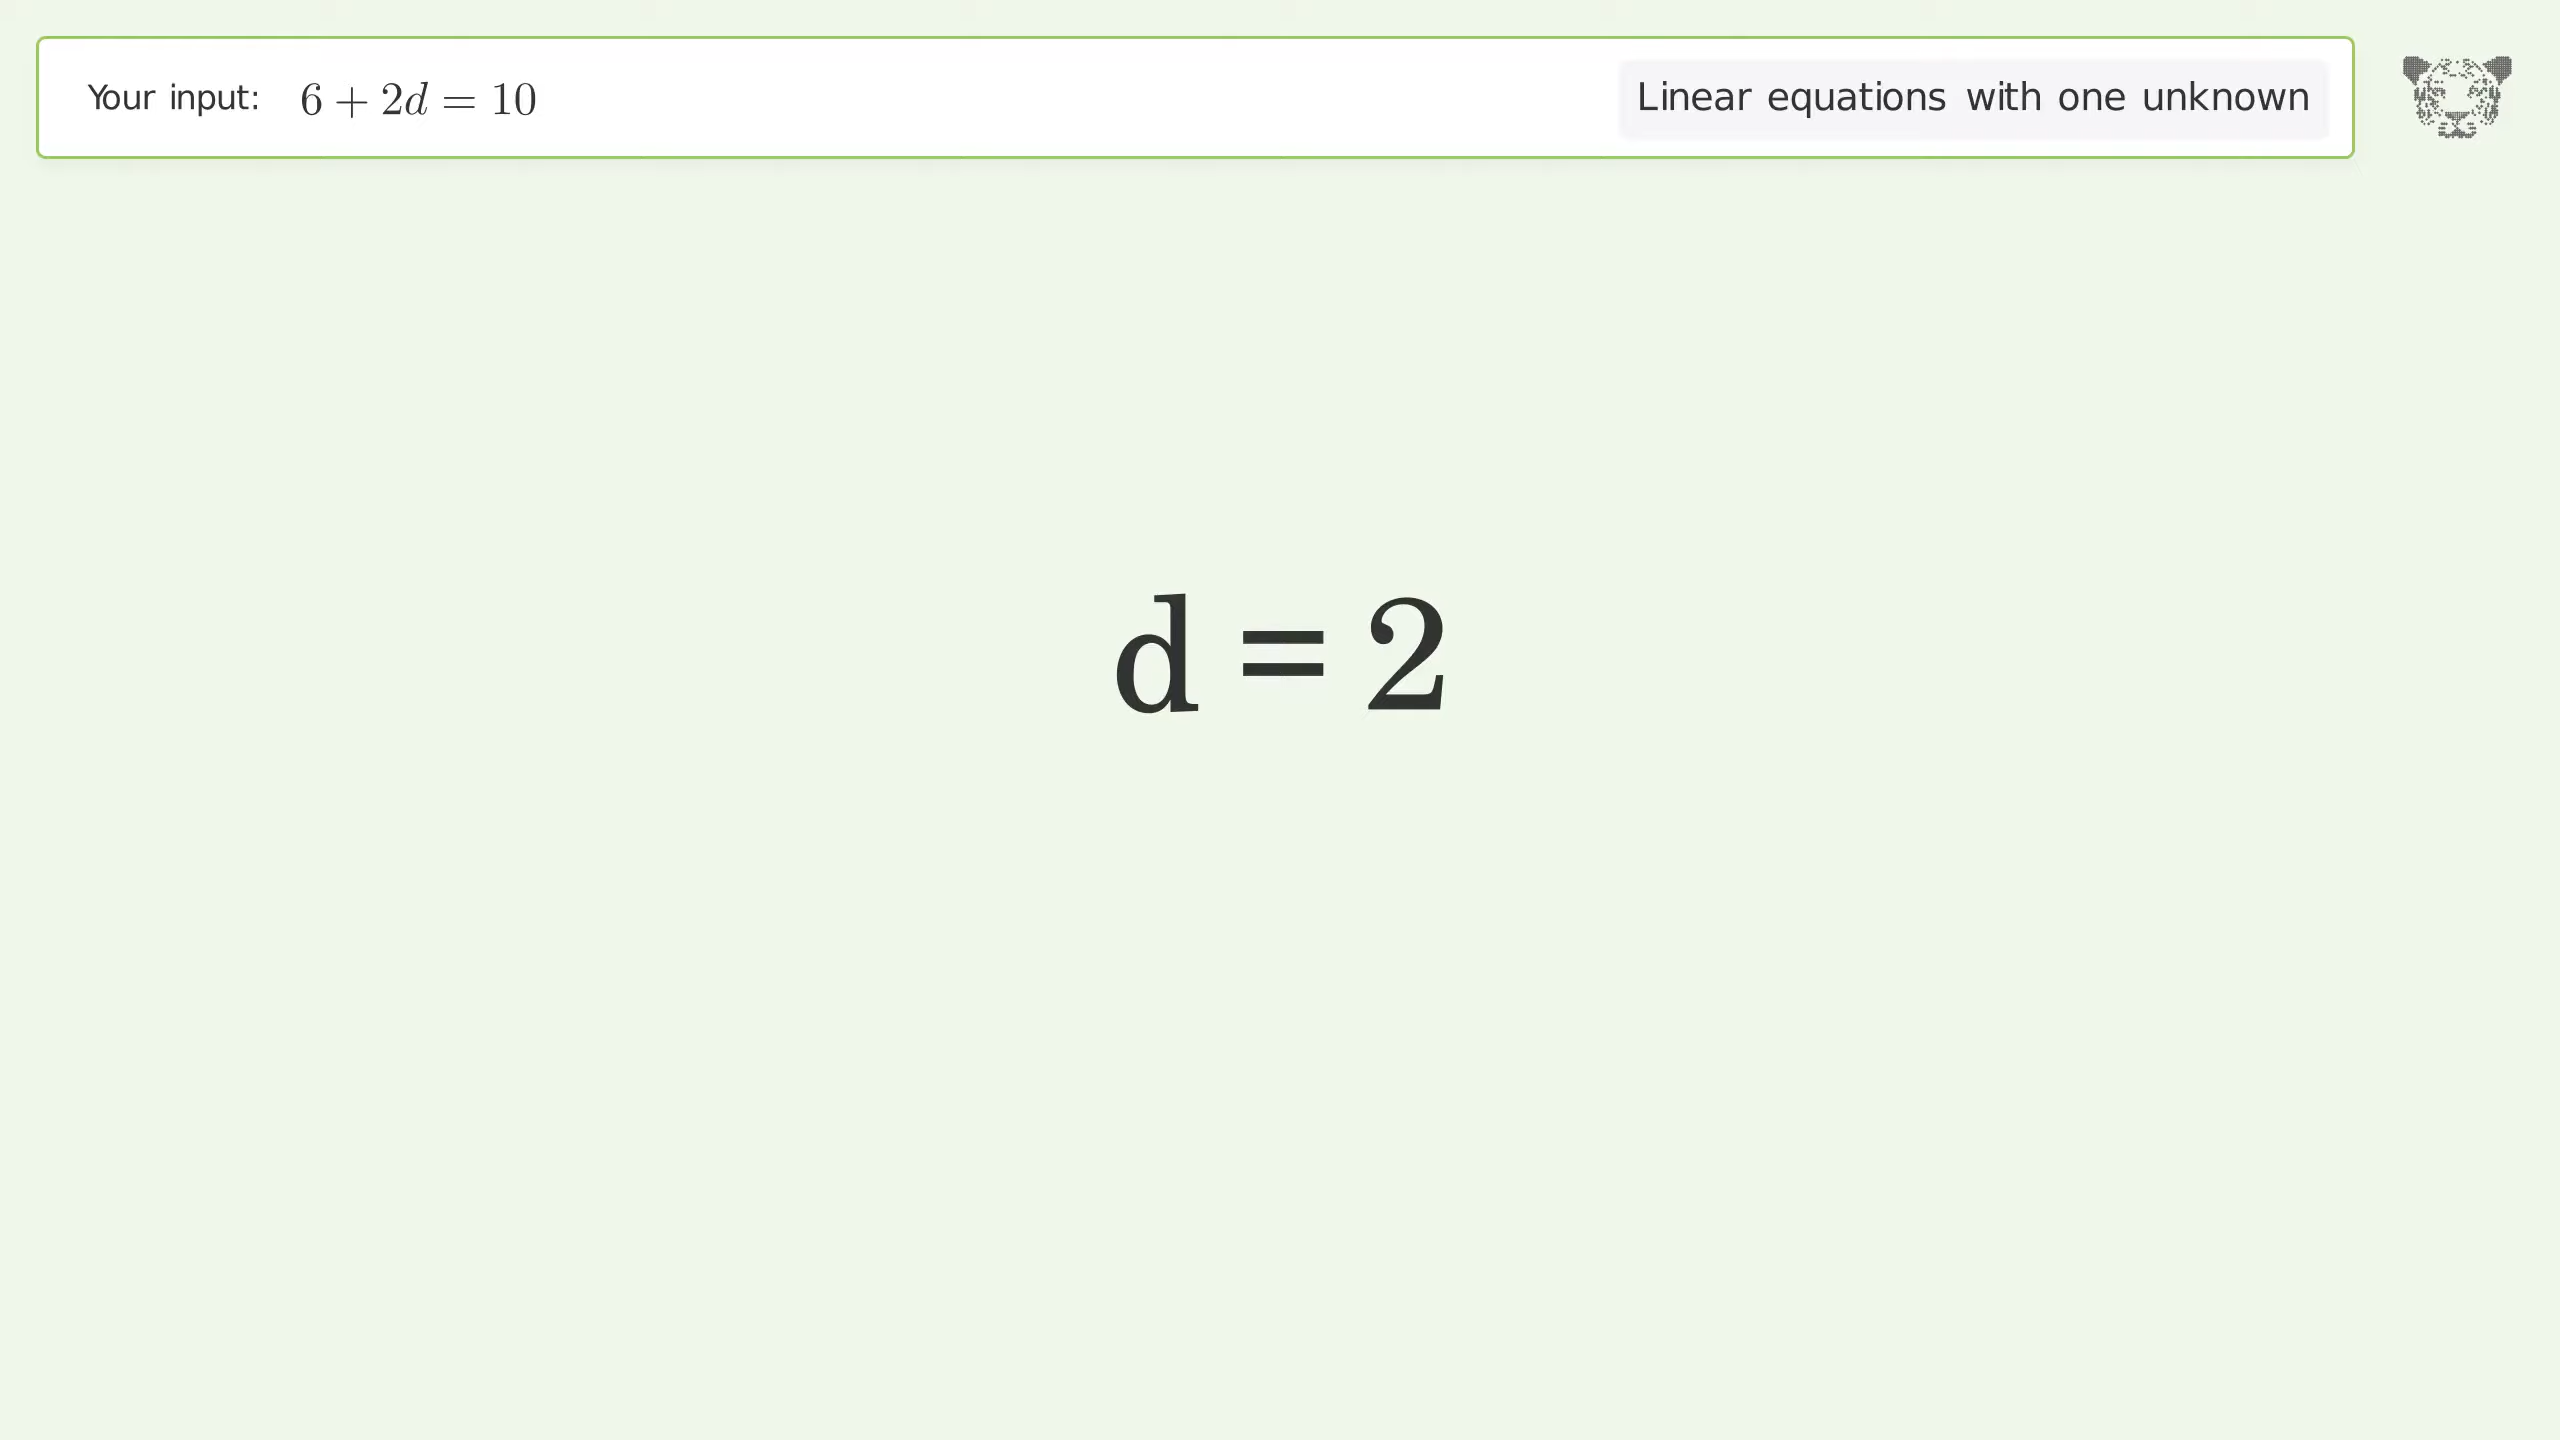 Your input: 6 + 2d = 10
Linear equations with one unknown
d = 2